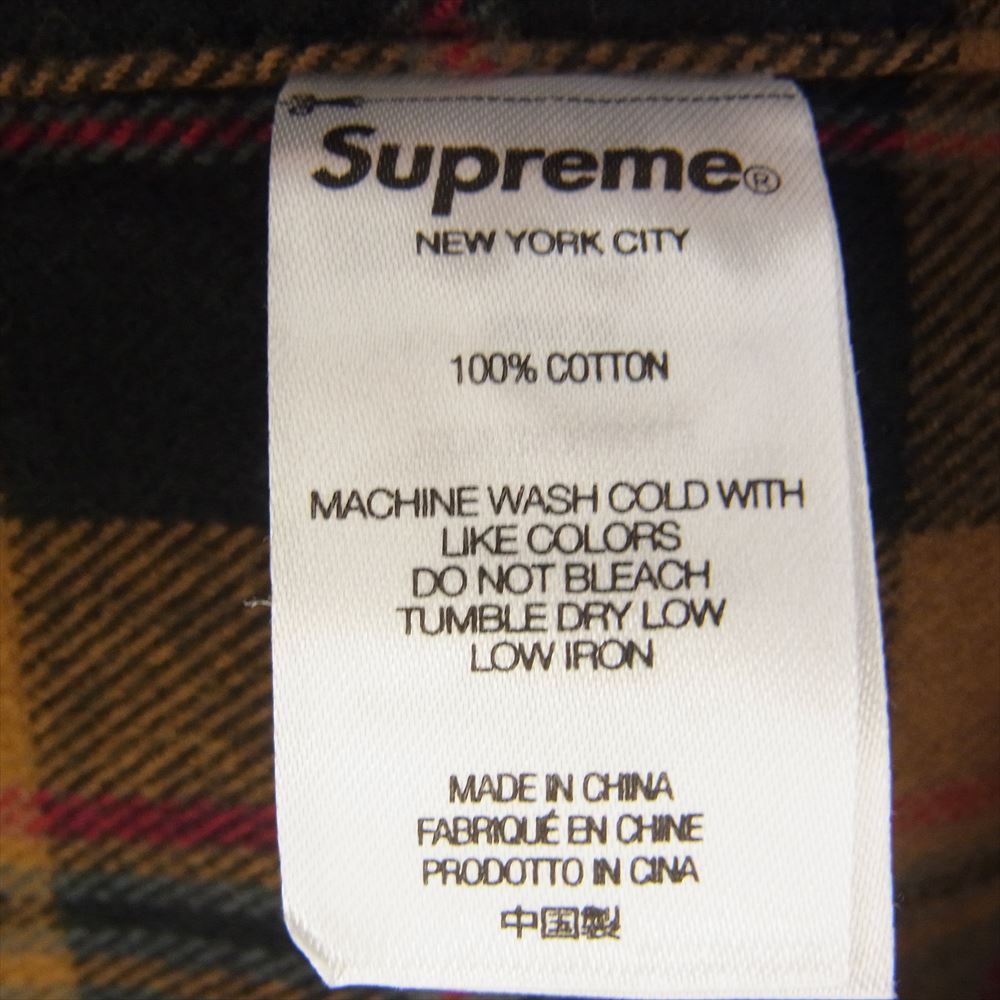 Supreme®
NEW YORK CITY
100% COTTON
MACHINE WASH COLD WITH
LIKE COLORS
DO NOT BLEACH
TUMBLE DRY LOW
LOW IRON
MADE IN CHINA
FABRIQUÉ EN CHINE
PRODOTTO IN CINA
中国製